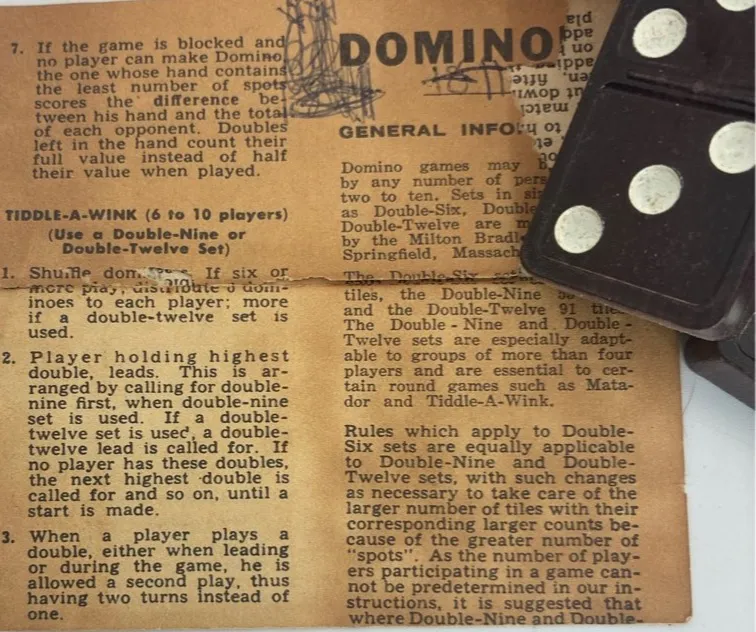 7. If the game is blocked and
no player can make Domino,
the one whose hand contains
the least number of spots
scores the difference be-
tween his hand and the total
of each opponent. Doubles
left in the hand count their
full value instead of half
their value when played.
TIDDLE-A-WINK (6 to 10 players)
(Use a Double-Nine or
Double-Twelve Set)
1. Shuffle If six or
more play, distribute
inoes to each player; more
if a double-twelve set is
used.
2. Player holding highest
double, leads. This is ar-
ranged by calling for double-
nine first, when double-nine
set is used. If a double-
twelve set is used, a double-
twelve lead is called for. If
no player has these doubles,
the next highest double is
called for and so on, until a
start is made.
3. When a player plays a
double, either when leading
or during the game, he is
allowed a second play, thus
having two turns instead of
one.
DOMINO
GENERAL INFO
Domino games may
by any number of
two to ten. Sets in
as Double-Six,
Double-Twelve are
by the Milton
Springfield,
The Double-Six
tiles, the Double-Nine
and the Double-Twelve 91
The Double-Nine and Double-
Twelve sets are especially adapt-
able to groups of more than four
players and are essential to cer-
tain round games such as Mata-
dor and Tiddle-A-Wink.
Rules which apply to Double-
Six sets are equally applicable
to Double-Nine and Double-
Twelve sets, with such changes
as necessary to take care of the
larger number of tiles with their
corresponding larger counts be-
cause of the greater number of
"spots". As the number of play-
ers participating in a game can-
not be predetermined in our in-
structions, it is suggested that
where Double-Nine and Double-